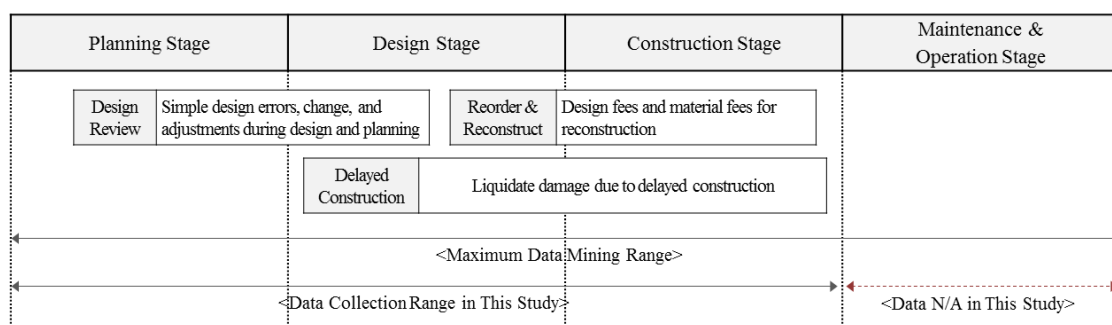 Planning Stage
Design Stage
Construction Stage
Maintenance &
Operation Stage
Design
Review
Simple design errors, change, and
adjustments during design and planning
Reorder &
Reconstruct
Design fees and material fees for
reconstruction
Delayed
Construction
Liquidate damage due to delayed construction
<Maximum Data Mining Range>
<Data Collection Range in This Study>
<Data N/A in This Study>